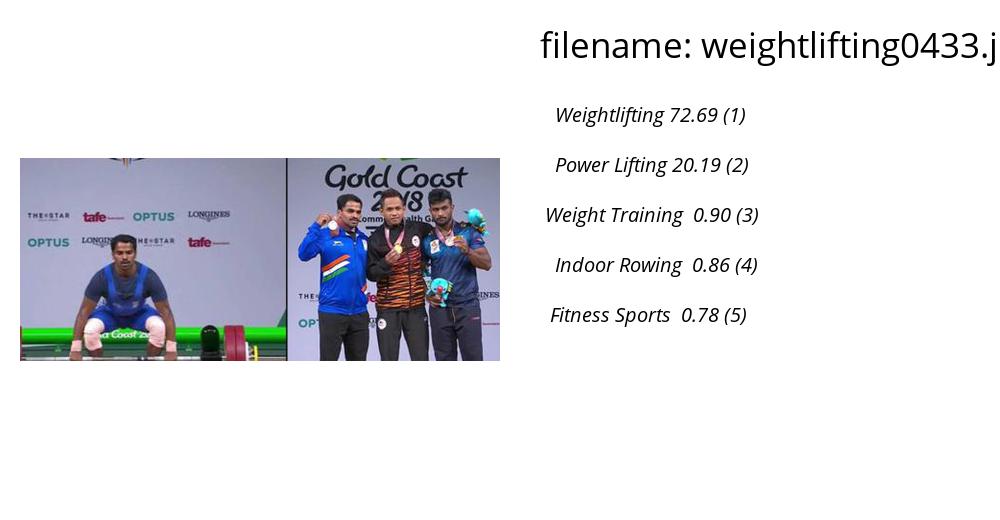 filename: weightlifting0433.j
Weightlifting 72.69 (1)
Power Lifting 20.19 (2)
Weight Training 0.90 (3)
Indoor Rowing 0.86 (4)
Fitness Sports 0.78 (5)
THE STAR tafe OPTUS LONGINES
OPTUS THE STAR tafe
Gold Coast
2018
OPTUS